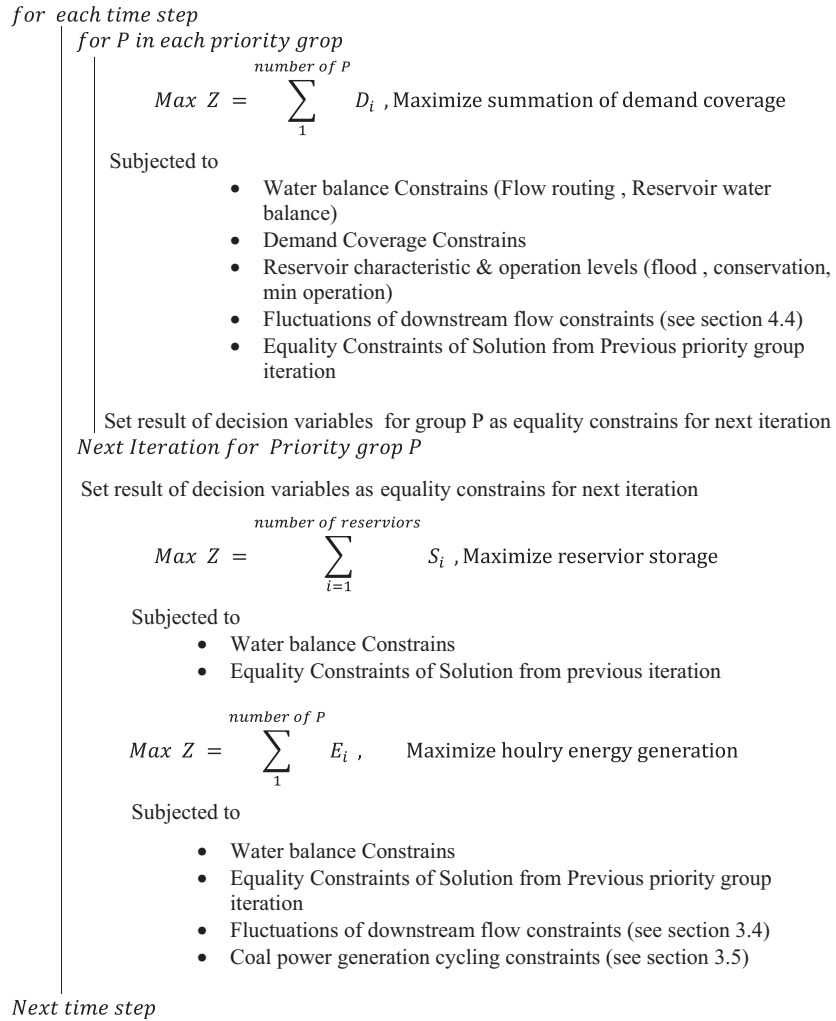 for each time step
for P in each priority grop
number of P
Max Z = ∑ D_i , Maximize summation of demand coverage
1
Subjected to
• Water balance Constrains (Flow routing , Reservoir water
balance)
• Demand Coverage Constrains
• Reservoir characteristic & operation levels (flood , conservation,
min operation)
• Fluctuations of downstream flow constraints (see section 4.4)
• Equality Constraints of Solution from Previous priority group
iteration
Set result of decision variables for group P as equality constrains for next iteration
Next Iteration for Priority grop P
Set result of decision variables as equality constrains for next iteration
number of reserviors
Max Z = ∑ S_i , Maximize reservior storage
i=1
Subjected to
• Water balance Constrains
• Equality Constraints of Solution from previous iteration
number of P
Max Z = ∑ E_i , Maximize houlry energy generation
1
Subjected to
• Water balance Constrains
• Equality Constraints of Solution from Previous priority group
iteration
• Fluctuations of downstream flow constraints (see section 3.4)
• Coal power generation cycling constraints (see section 3.5)
Next time step